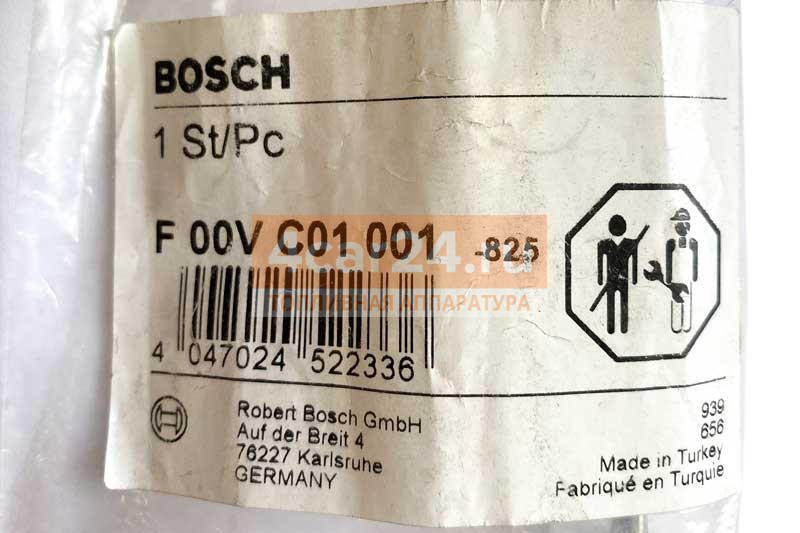 BOSCH
1 St/Pc
F 00V C01 001 -825
4car24.ru
ТОПЛИВНАЯ АППАРАТУРА
4 047024 522336
Robert Bosch GmbH
Auf der Breit 4
76227 Karlsruhe
GERMANY
939
656
Made in Turkey
Fabriqué en Turquie